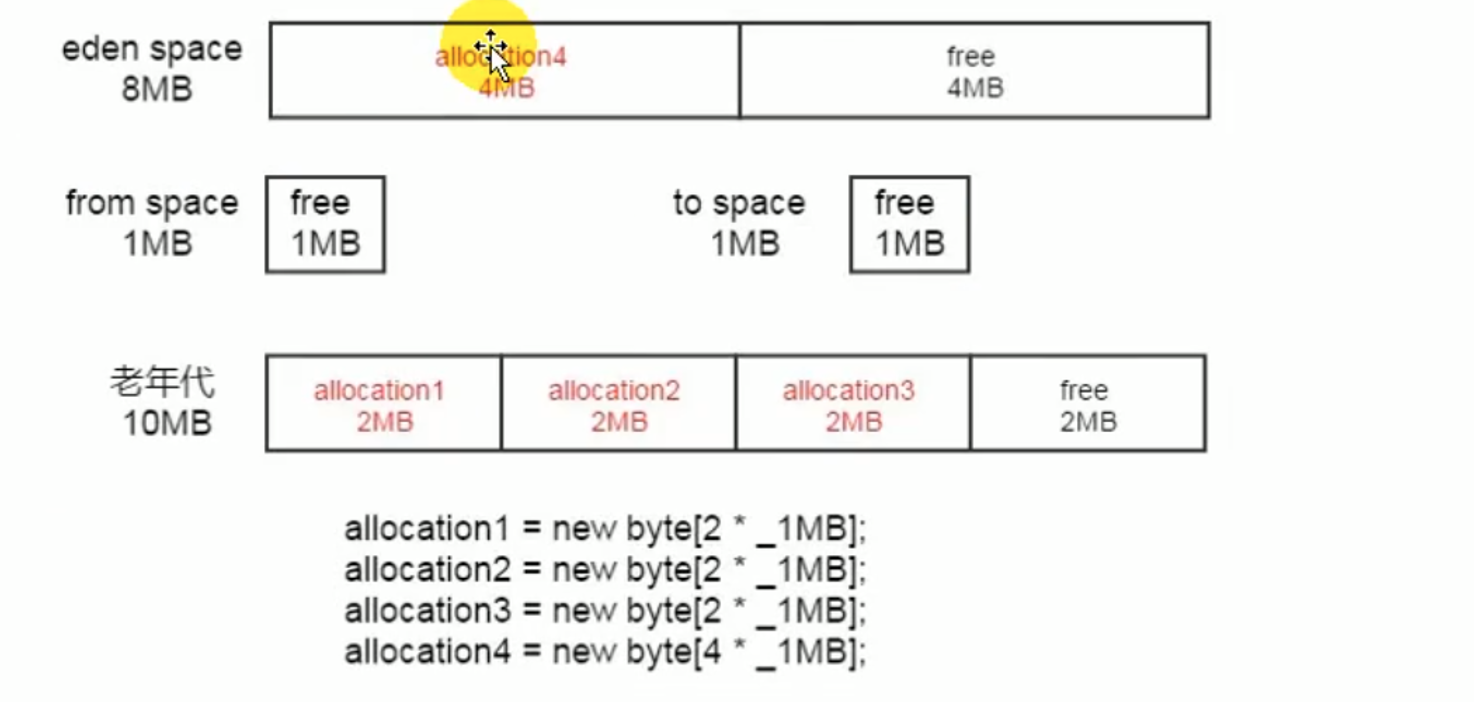 eden space
8MB
allocation4
4MB
free
4MB
from space
1MB
free
1MB
to space
1MB
free
1MB
老年代
10MB
allocation1
2MB
allocation2
2MB
allocation3
2MB
free
2MB
allocation1 = new byte[2 * _1MB];
allocation2 = new byte[2 * _1MB];
allocation3 = new byte[2 * _1MB];
allocation4 = new byte[4 * _1MB];